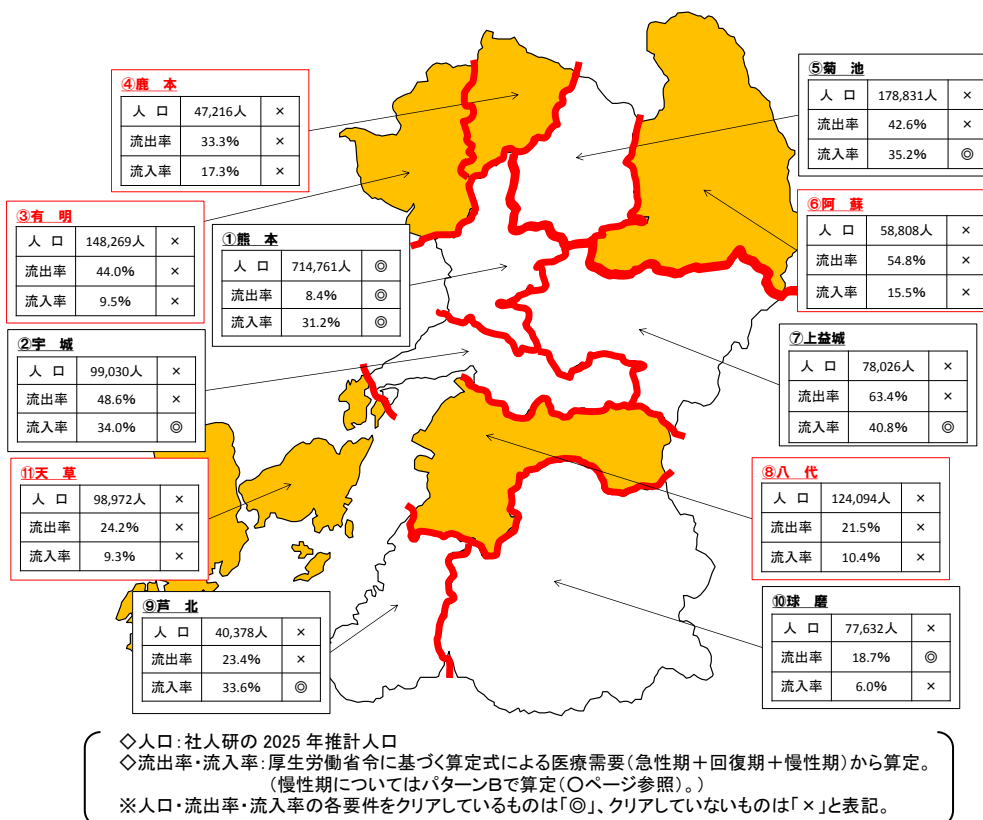 ④鹿　本
人　口 47,216人 ×
流出率 33.3% ×
流入率 17.3% ×
⑤菊　池
人　口 178,831人 ×
流出率 42.6% ×
流入率 35.2% ◎
③有　明
人　口 148,269人 ×
流出率 44.0% ×
流入率 9.5% ×
①熊　本
人　口 714,761人 ◎
流出率 8.4% ◎
流入率 31.2% ◎
⑥阿　蘇
人　口 58,808人 ×
流出率 54.8% ×
流入率 15.5% ×
②宇　城
人　口 99,030人 ×
流出率 48.6% ×
流入率 34.0% ◎
⑦上益城
人　口 78,026人 ×
流出率 63.4% ×
流入率 40.8% ◎
⑪天　草
人　口 98,972人 ×
流出率 24.2% ×
流入率 9.3% ×
⑧八　代
人　口 124,094人 ×
流出率 21.5% ×
流入率 10.4% ×
⑨芦　北
人　口 40,378人 ×
流出率 23.4% ×
流入率 33.6% ◎
⑩球　磨
人　口 77,632人 ×
流出率 18.7% ◎
流入率 6.0% ×
◇人口：社人研の 2025 年推計人口
◇流出率・流入率：厚生労働省令に基づく算定式による医療需要（急性期＋回復期＋慢性期）から算定。
（慢性期についてはパターンBで算定（○ページ参照）。）
※人口・流出率・流入率の各要件をクリアしているものは「◎」、クリアしていないものは「×」と表記。